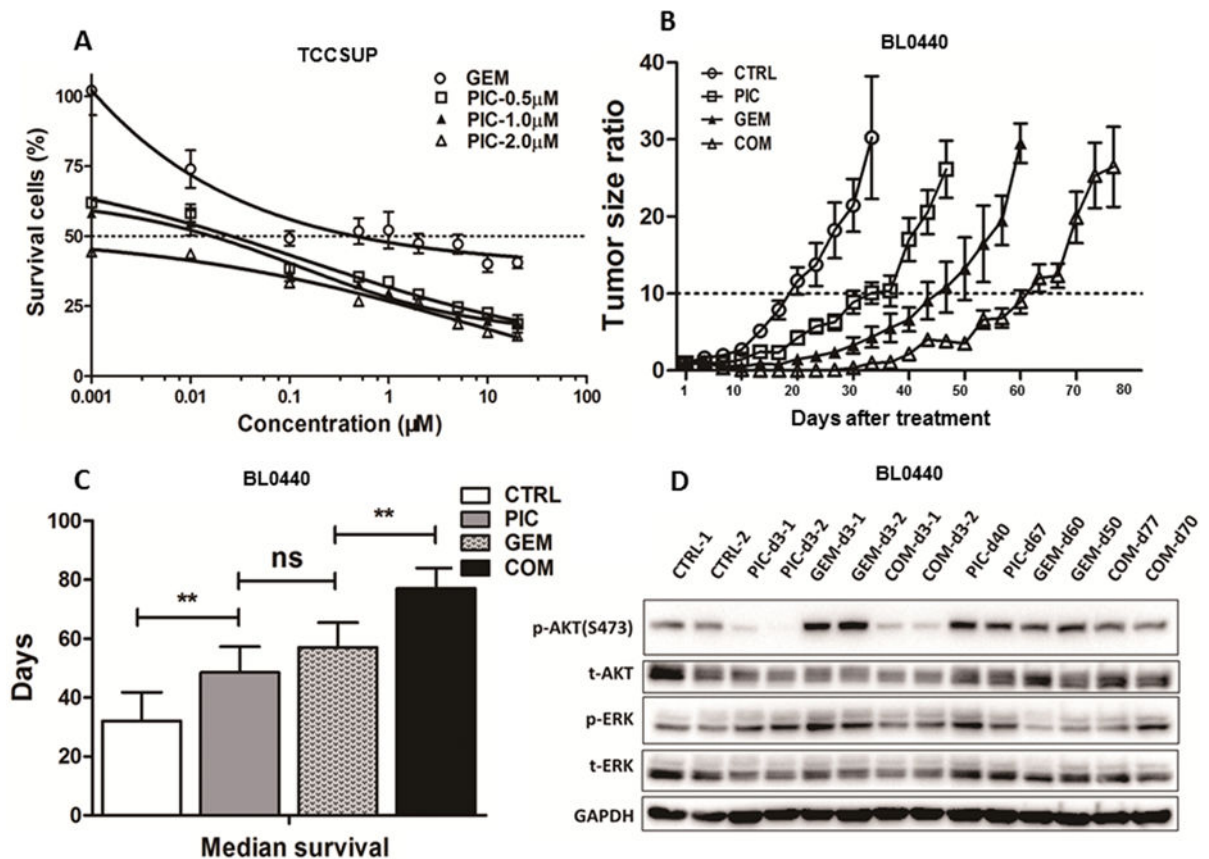 A
TCCSUP
GEM
PIC-0.5μM
PIC-1.0μM
PIC-2.0μM
Survival cells (%)
100
75
50
25
0
0.001
0.01
0.1
1
10
100
Concentration (μM)
B
BL0440
CTRL
PIC
GEM
COM
Tumor size ratio
40
30
20
10
0
1
10
20
30
40
50
60
70
80
Days after treatment
C
BL0440
CTRL
PIC
GEM
COM
**
ns
**
Days
100
80
60
40
20
0
Median survival
D
BL0440
CTRL-1
CTRL-2
PIC-d3-1
PIC-d3-2
GEM-d3-1
GEM-d3-2
COM-d3-1
COM-d3-2
PIC-d40
PIC-d67
GEM-d60
GEM-d50
COM-d77
COM-d70
p-AKT(S473)
t-AKT
p-ERK
t-ERK
GAPDH